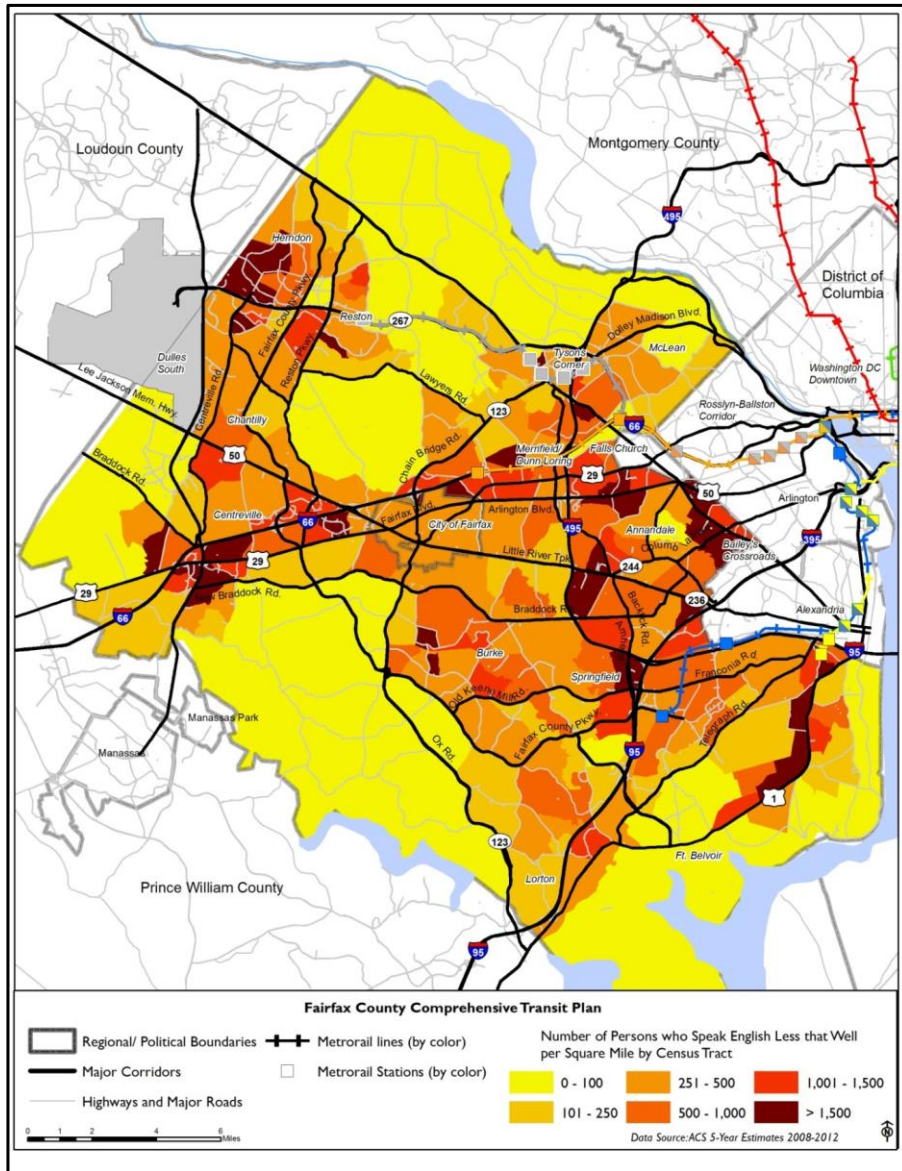 Loudoun County
Montgomery County
495
Herndon
District of
Columbia
Fairfax County Pkwy.
Reston Pkwy.
Reston
267
Dolley Madison Blvd.
McLean
Tysons
Corner
Washington DC
Downtown
Dulles
South
Lee Jackson Mem. Hwy.
Centreville Rd.
Lawyers Rd.
123
Rosslyn-Ballston
Corridor
Chantilly
66
Chain Bridge Rd.
Merrifield/
Dunn Loring
Falls Church
50
29
50
Braddock Rd.
Centreville
66
Fairfax Blvd.
City of Fairfax
Arlington Blvd.
495
Arlington
Annandale
395
Bailey's
Crossroads
Little River Tpk.
244
29
29
66
Braddock Rd.
Backlick Rd.
236
Alexandria
Burke
95
Franconia Rd.
Springfield
Old Keene Mill Rd.
Manassas Park
Manassas
Fairfax County Pkwy.
Telegraph Rd.
Ox Rd.
95
1
123
Ft. Belvoir
Prince William County
Lorton
95
Fairfax County Comprehensive Transit Plan
Regional/ Political Boundaries
Metrorail lines (by color)
Number of Persons who Speak English Less that Well
per Square Mile by Census Tract
Major Corridors
Metrorail Stations (by color)
0 - 100
251 - 500
1,001 - 1,500
Highways and Major Roads
101 - 250
500 - 1,000
> 1,500
0 2 4 6
Miles
Data Source: ACS 5-Year Estimates 2008-2012
N